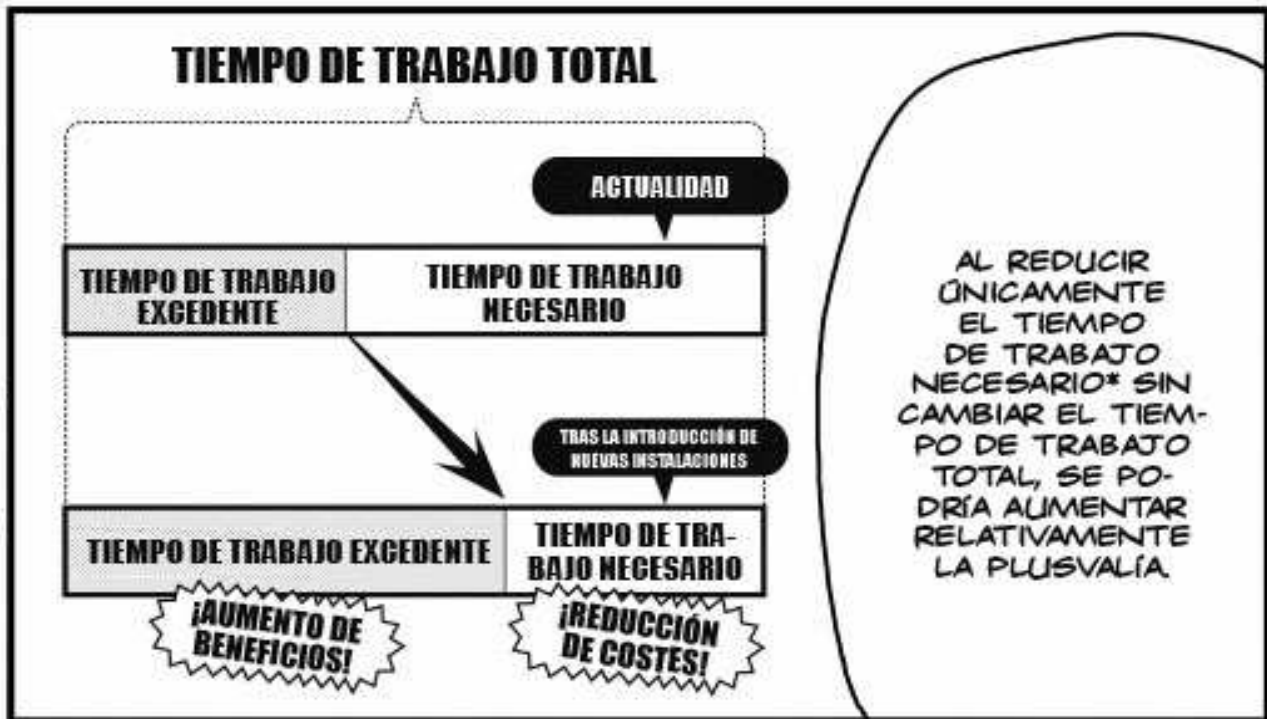 TIEMPO DE TRABAJO TOTAL
ACTUALIDAD
TIEMPO DE TRABAJO
EXCEDENTE
TIEMPO DE TRABAJO
NECESARIO
TRAS LA INTRODUCCIÓN DE
NUEVAS INSTALACIONES
TIEMPO DE TRABAJO EXCEDENTE
TIEMPO DE TRA-
BAJO NECESARIO
¡AUMENTO DE
BENEFICIOS!
¡REDUCCIÓN
DE COSTES!
AL REDUCIR
ÚNICAMENTE
EL TIEMPO
DE TRABAJO
NECESARIO* SIN
CAMBIAR EL TIEM-
PO DE TRABAJO
TOTAL, SE PO-
DRÍA AUMENTAR
RELATIVAMENTE
LA PLUSVALÍA.